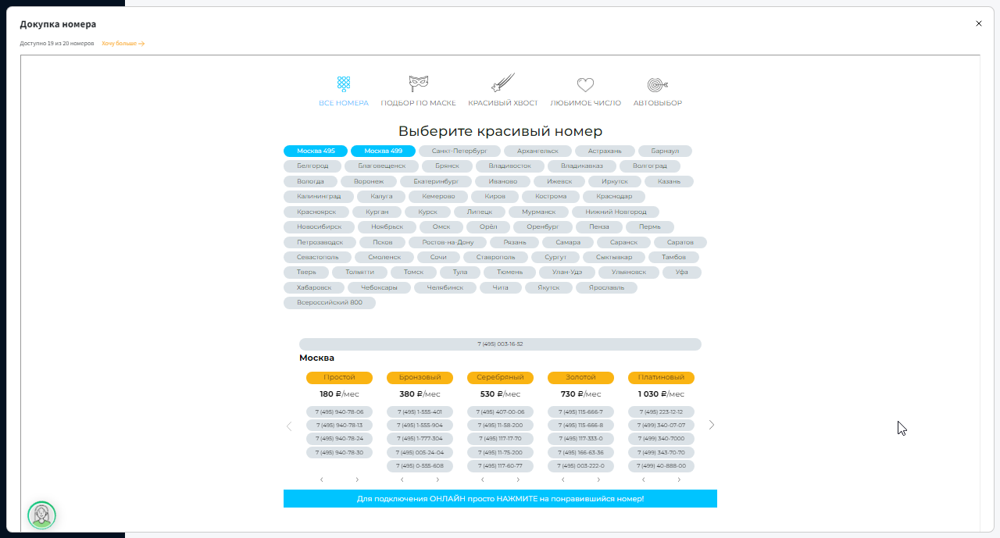 Докупка номера
Доступно 19 из 20 номеров Хочу больше →
ВСЕ НОМЕРА ПОДБОР ПО МАСКЕ КРАСИВЫЙ ХВОСТ ЛЮБИМОЕ ЧИСЛО АВТОВЫБОР
Выберите красивый номер
Москва 495 Москва 499 Санкт-Петербург Архангельск Астрахань Барнаул
Белгород Благовещенск Брянск Владивосток Владикавказ Волгоград
Вологда Воронеж Екатеринбург Иваново Ижевск Иркутск Казань
Калининград Калуга Кемерово Киров Кострома Краснодар
Красноярск Курган Курск Липецк Мурманск Нижний Новгород
Новосибирск Ноябрьск Омск Орёл Оренбург Пенза Пермь
Петрозаводск Псков Ростов-на-Дону Рязань Самара Саранск Саратов
Севастополь Смоленск Сочи Ставрополь Сургут Сыктывкар Тамбов
Тверь Тольятти Томск Тула Тюмень Улан-Удэ Ульяновск Уфа
Хабаровск Чебоксары Челябинск Чита Якутск Ярославль
Всероссийский 800
7 (495) 003-16-52
Москва
Простой Бронзовый Серебряный Золотой Платиновый
180 ₽/мес 380 ₽/мес 530 ₽/мес 730 ₽/мес 1 030 ₽/мес
7 (495) 940-78-06 7 (495) 1-555-401 7 (495) 407-00-06 7 (495) 115-666-7 7 (495) 223-12-12
7 (495) 940-78-13 7 (495) 1-555-904 7 (495) 11-58-200 7 (495) 115-666-8 7 (499) 340-07-07
7 (495) 940-78-24 7 (495) 1-777-304 7 (495) 117-17-70 7 (495) 117-333-0 7 (499) 340-7000
7 (495) 940-78-30 7 (495) 005-24-04 7 (495) 11-75-200 7 (495) 166-63-36 7 (499) 343-70-70
7 (495) 0-555-608 7 (495) 117-60-77 7 (495) 003-222-0 7 (499) 40-888-00
Для подключения ОНЛАЙН просто НАЖМИТЕ на понравившийся номер!